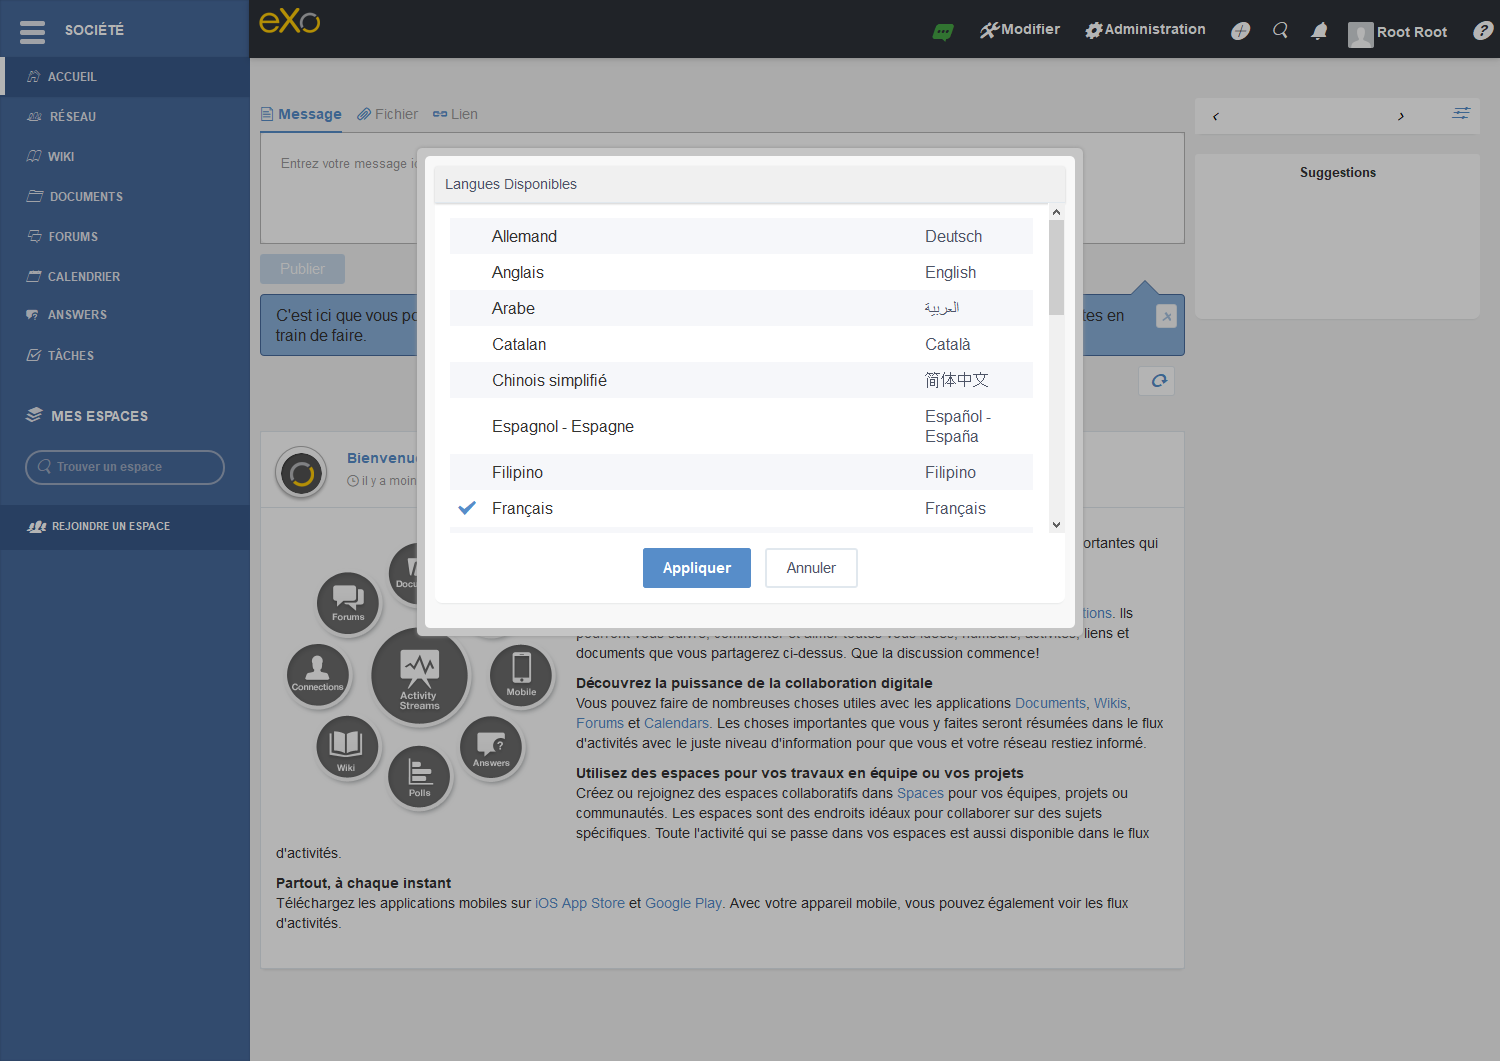 SOCIÉTÉ
eXo
Modifier
Administration
Root Root
?
ACCUEIL
RÉSEAU
WIKI
DOCUMENTS
FORUMS
CALENDRIER
ANSWERS
TÂCHES
MES ESPACES
Trouver un espace
REJOINDRE UN ESPACE
Message
Fichier
Lien
Entrez votre message
Publier
C'est ici que vous
tes en
train de faire.
Suggestions
Langues Disponibles
Allemand Deutsch
Anglais English
Arabe العربية
Catalan Català
Chinois simplifié 简体中文
Espagnol - Espagne Español -
España
Filipino Filipino
Français Français
Appliquer
Annuler
Bienvenu
il y a moin
Forums
Connections
Activity
Streams
Mobile
Wiki
Answers
Polls
ortantes qui
tions. Ils
liens et
documents que vous partagerez ci-dessus. Que la discussion commence!
Découvrez la puissance de la collaboration digitale
Vous pouvez faire de nombreuses choses utiles avec les applications Documents, Wikis,
Forums et Calendars. Les choses importantes que vous y faites seront résumées dans le flux
d'activités avec le juste niveau d'information pour que vous et votre réseau restiez informé.
Utilisez des espaces pour vos travaux en équipe ou vos projets
Créez ou rejoignez des espaces collaboratifs dans Spaces pour vos équipes, projets ou
communautés. Les espaces sont des endroits idéaux pour collaborer sur des sujets
spécifiques. Toute l'activité qui se passe dans vos espaces est aussi disponible dans le flux
d'activités.
Partout, à chaque instant
Téléchargez les applications mobiles sur iOS App Store et Google Play. Avec votre appareil mobile, vous pouvez également voir les flux
d'activités.